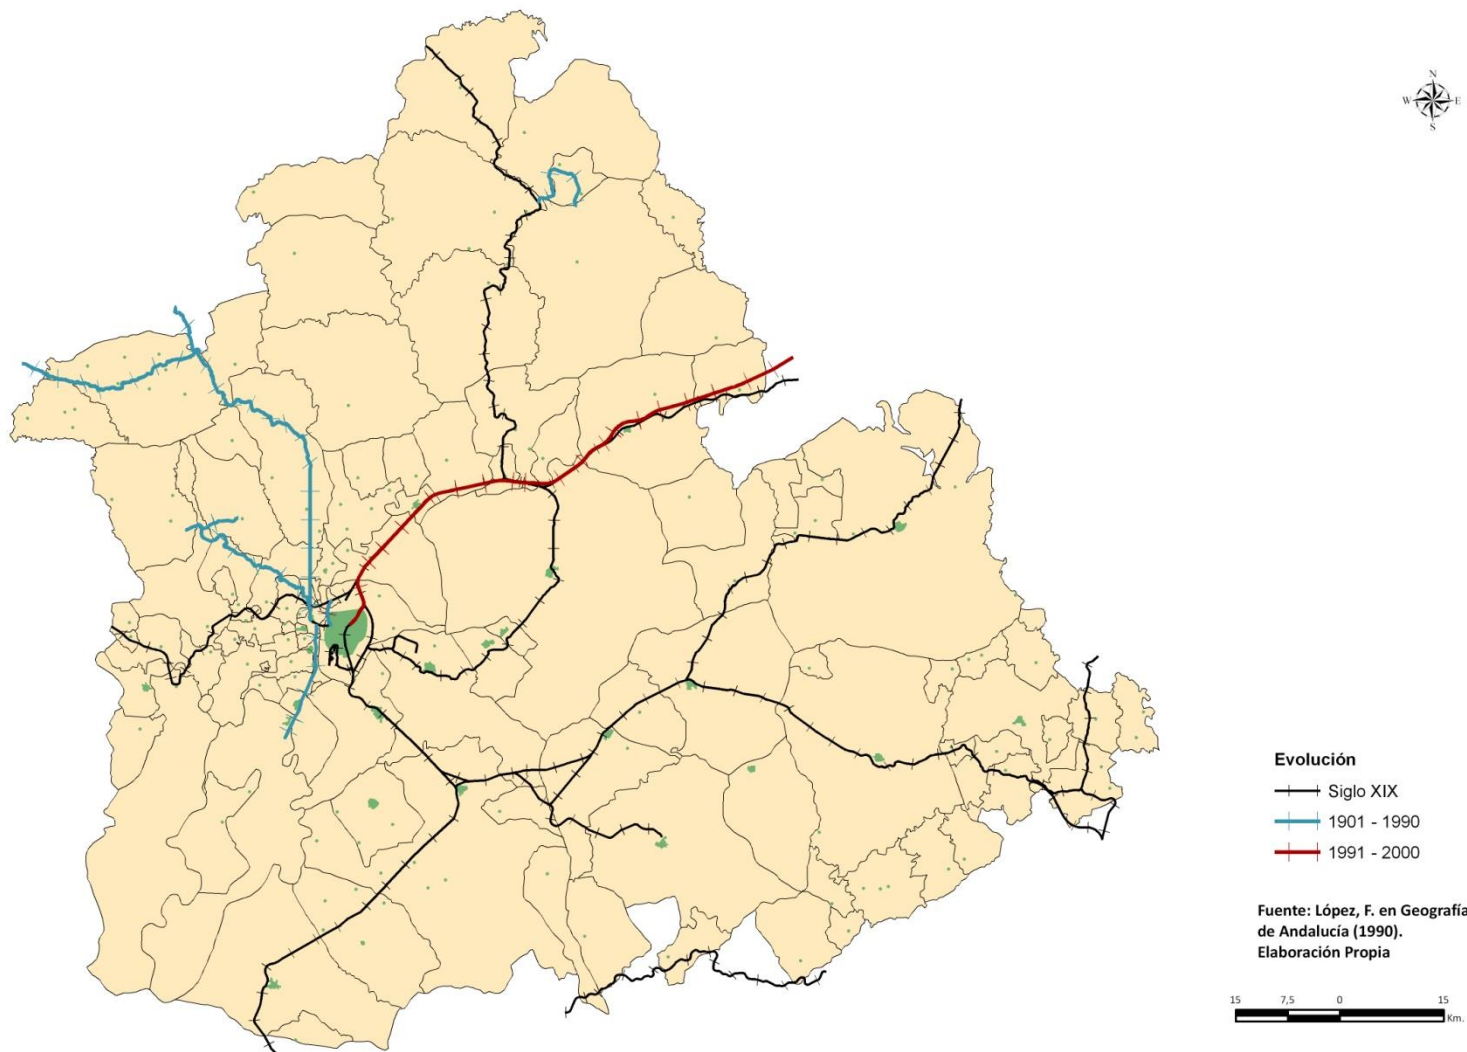 N
W E
S
Evolución
Siglo XIX
1901 - 1990
1991 - 2000
Fuente: López, F. en Geografía
de Andalucía (1990).
Elaboración Propia
15 7,5 0 15
Km.